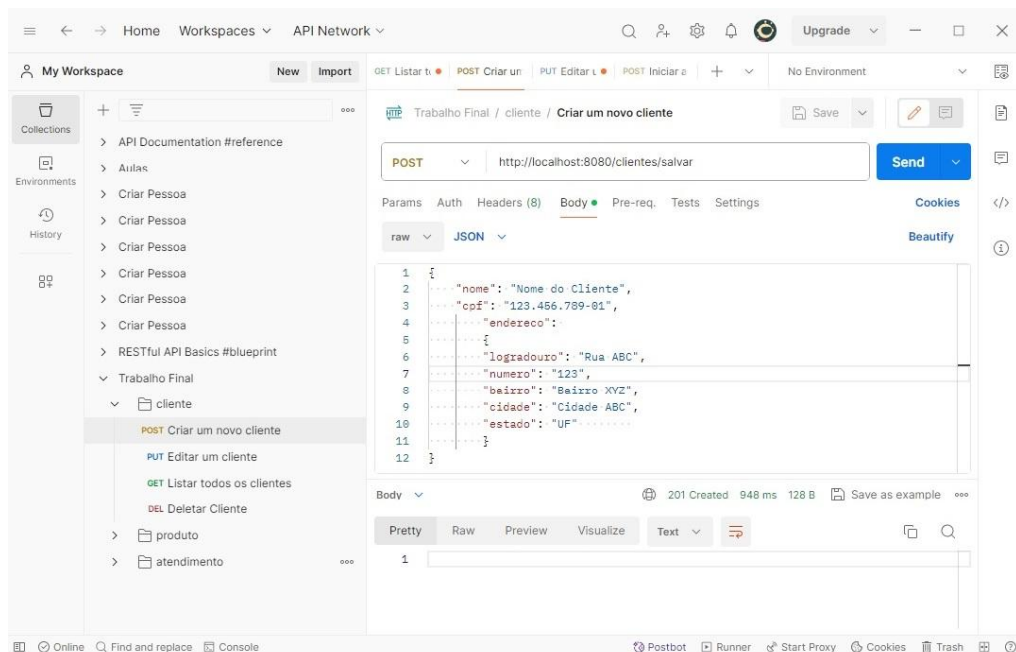 Home Workspaces API Network Upgrade
My Workspace New Import GET Listar t POST Criar un PUT Editar u POST Iniciar a No Environment
Collections
Environments
History
API Documentation #reference
Aulas
Criar Pessoa
Criar Pessoa
Criar Pessoa
Criar Pessoa
Criar Pessoa
Criar Pessoa
RESTful API Basics #blueprint
Trabalho Final
cliente
POST Criar um novo cliente
PUT Editar um cliente
GET Listar todos os clientes
DEL Deletar Cliente
produto
atendimento
HTTP Trabalho Final / cliente / Criar um novo cliente Save
POST http://localhost:8080/clientes/salvar Send
Params Auth Headers (8) Body Pre-req. Tests Settings Cookies
raw JSON Beautify
1 {
2 "nome": "Nome do Cliente",
3 "cpf": "123.456.789-01",
4 "endereco":
5 {
6 "logradouro": "Rua ABC",
7 "numero": "123",
8 "bairro": "Bairro XYZ",
9 "cidade": "Cidade ABC",
10 "estado": "UF"
11 }
12 }
Body 201 Created 948 ms 128 B Save as example
Pretty Raw Preview Visualize Text
1
Online Find and replace Console Postbot Runner Start Proxy Cookies Trash